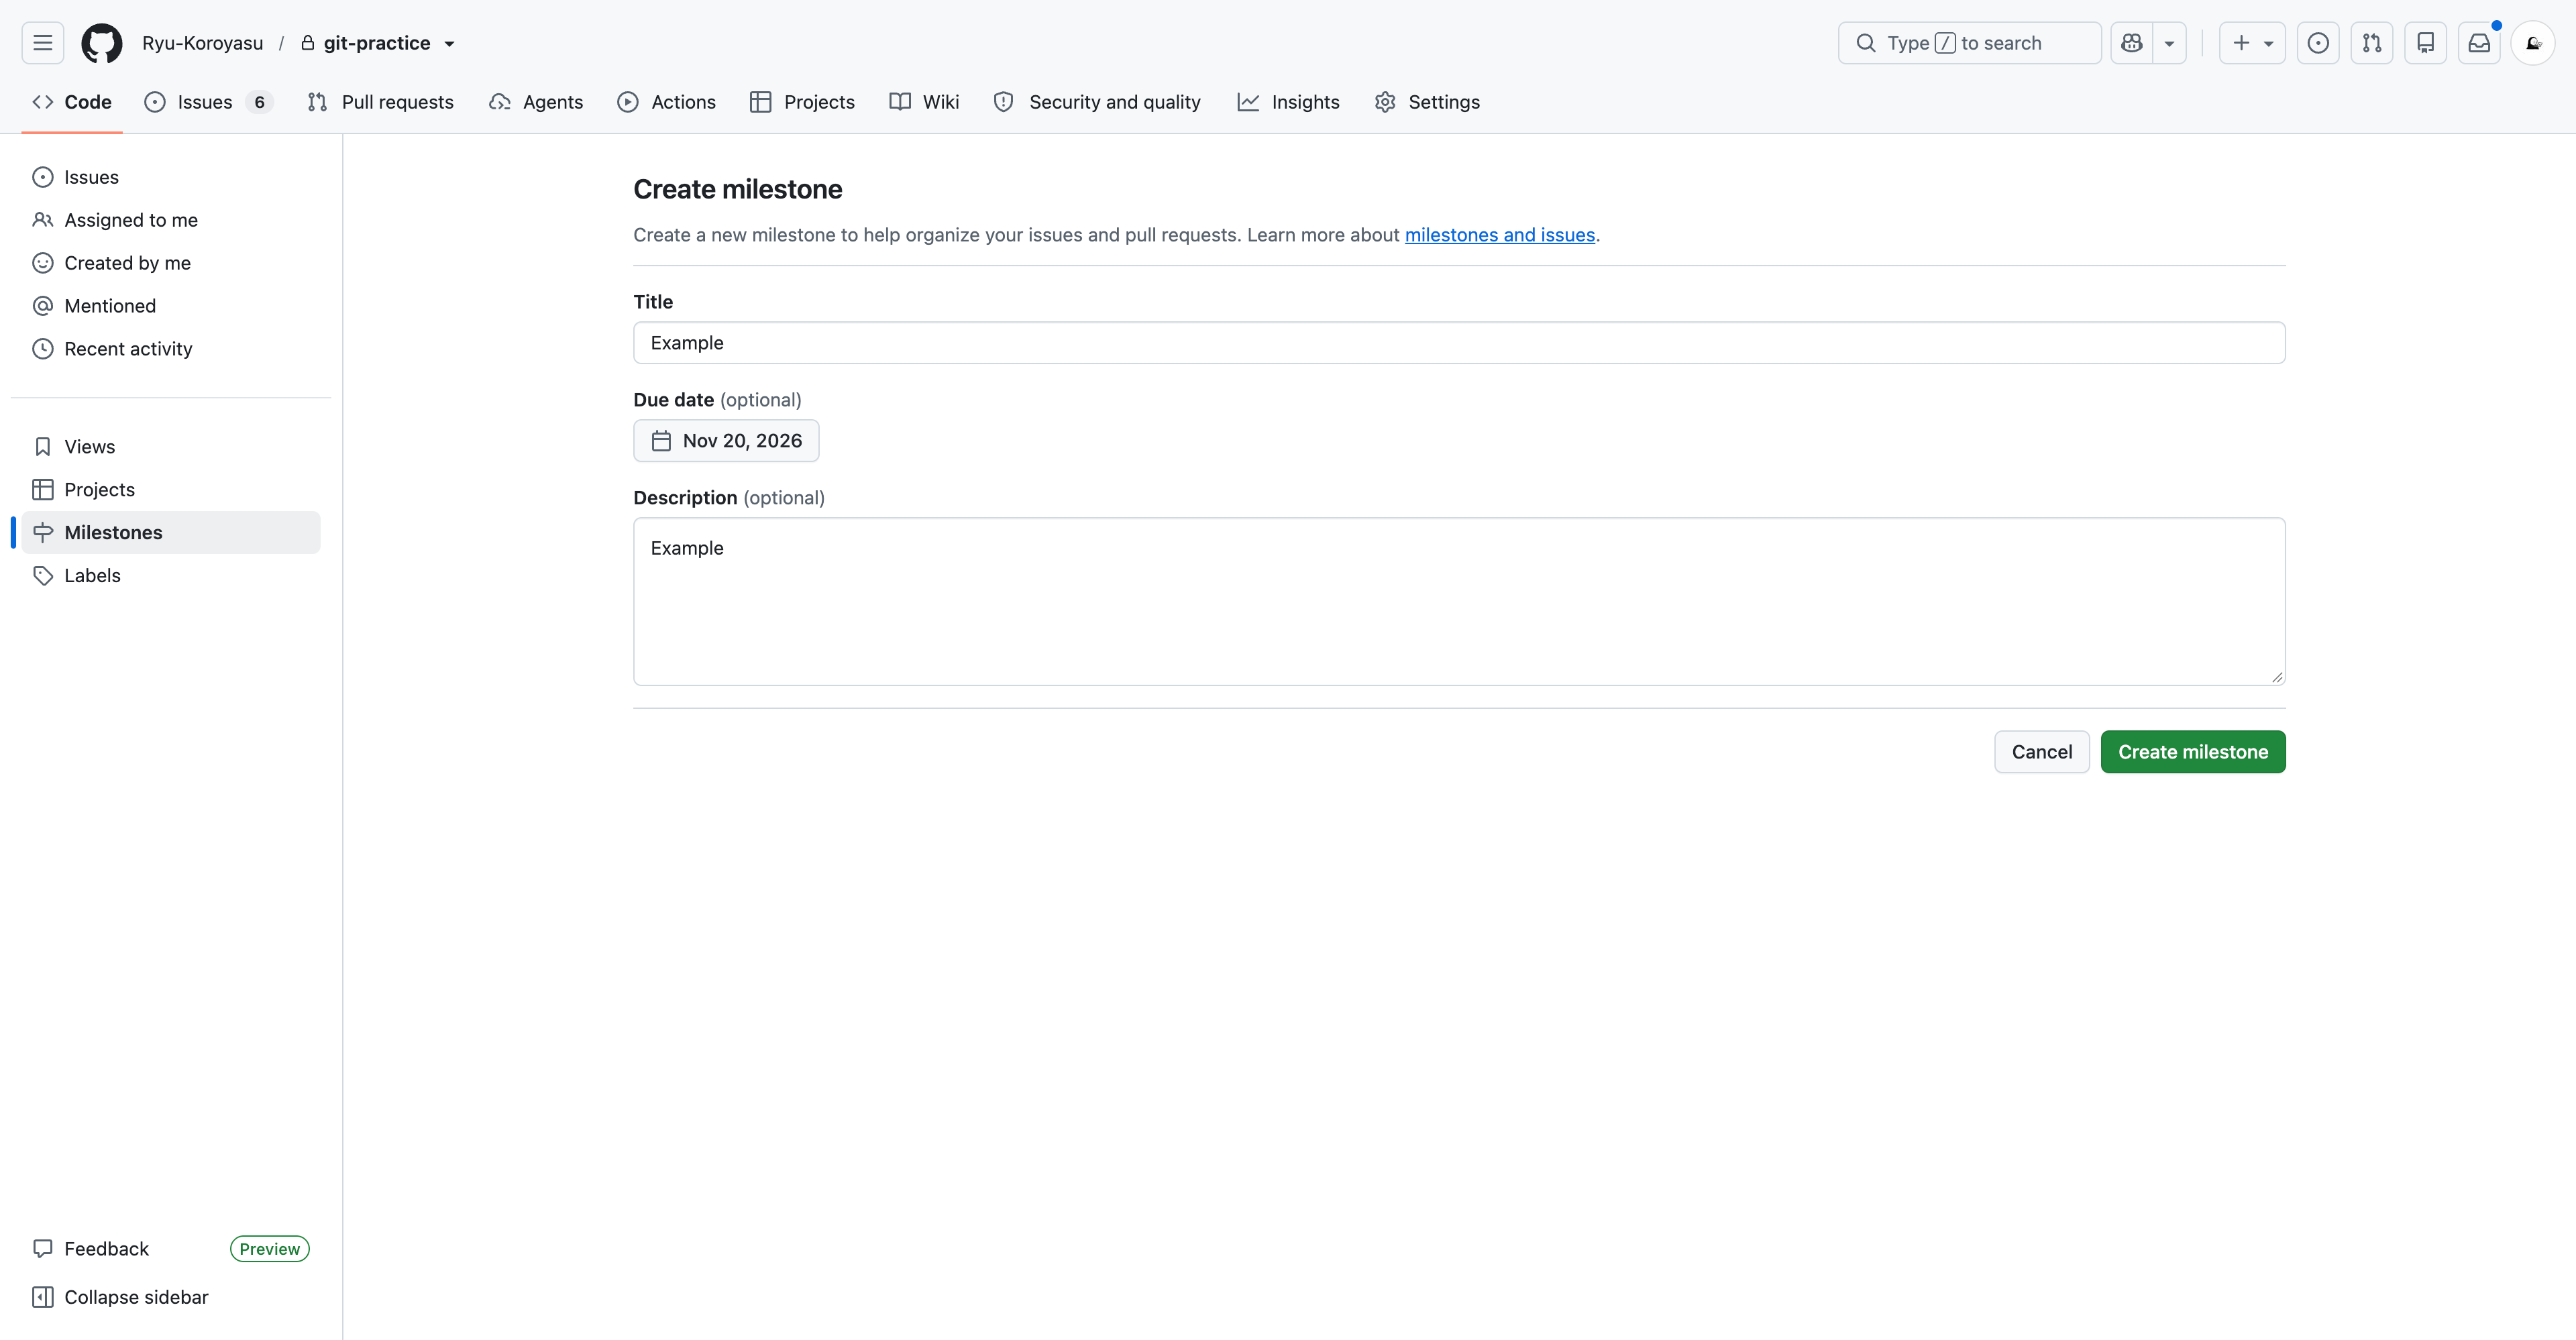 Ryu-Koroyasu / git-practice
Type / to search
Code Issues 6 Pull requests Agents Actions Projects Wiki Security and quality Insights Settings
Issues
Assigned to me
Created by me
Mentioned
Recent activity
Views
Projects
Milestones
Labels
Feedback Preview
Collapse sidebar
Create milestone
Create a new milestone to help organize your issues and pull requests. Learn more about milestones and issues.
Title
Example
Due date (optional)
Nov 20, 2026
Description (optional)
Example
Cancel Create milestone